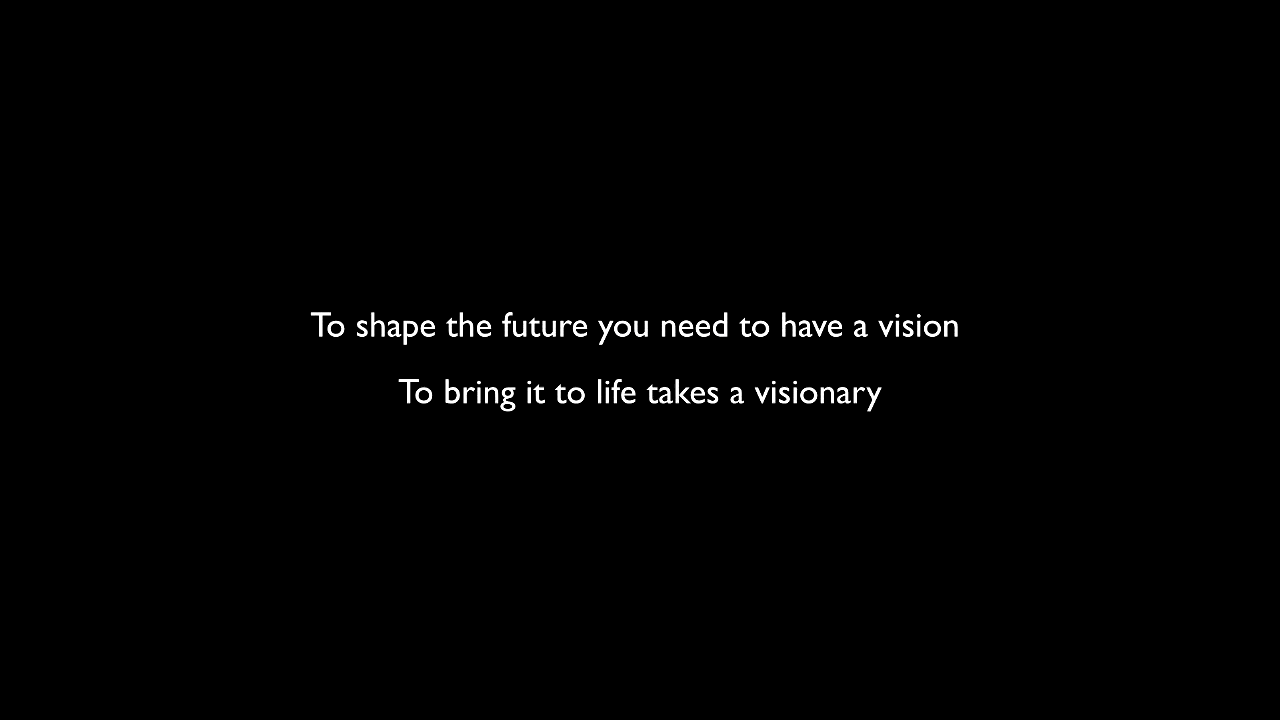 To shape the future you need to have a vision
To bring it to life takes a visionary